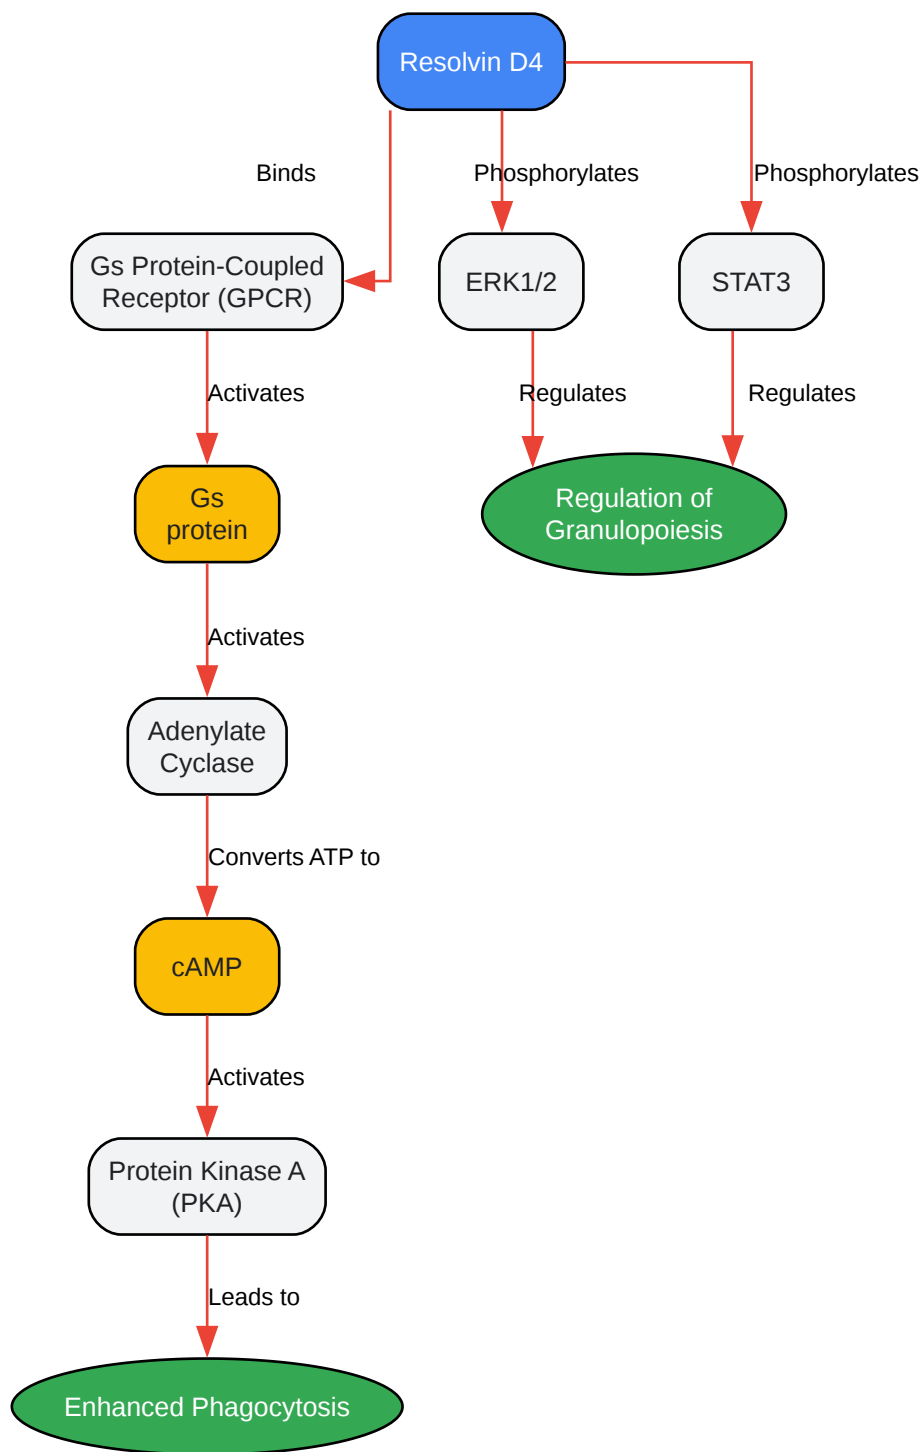 Resolvin D4
Binds
Phosphorylates
Phosphorylates
Gs Protein-Coupled
Receptor (GPCR)
ERK1/2
STAT3
Activates
Regulates
Regulates
Gs
protein
Regulation of
Granulopoiesis
Activates
Adenylate
Cyclase
Converts ATP to
cAMP
Activates
Protein Kinase A
(PKA)
Leads to
Enhanced Phagocytosis